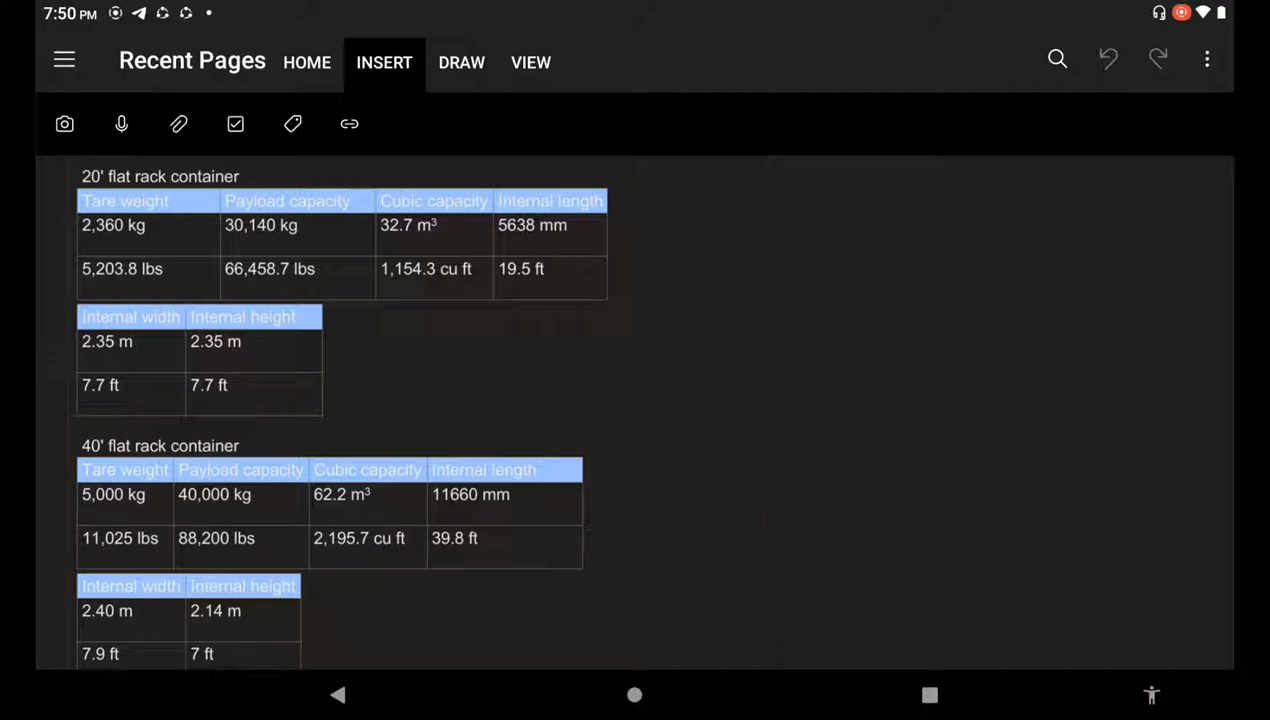 7:50 PM
Recent Pages HOME INSERT DRAW VIEW
20' flat rack container
Tare weight Payload capacity Cubic capacity Internal length
2,360 kg 30,140 kg 32.7 m³ 5638 mm
5,203.8 lbs 66,458.7 lbs 1,154.3 cu ft 19.5 ft
Internal width Internal height
2.35 m 2.35 m
7.7 ft 7.7 ft
40' flat rack container
Tare weight Payload capacity Cubic capacity Internal length
5,000 kg 40,000 kg 62.2 m³ 11660 mm
11,025 lbs 88,200 lbs 2,195.7 cu ft 39.8 ft
Internal width Internal height
2.40 m 2.14 m
7.9 ft 7 ft